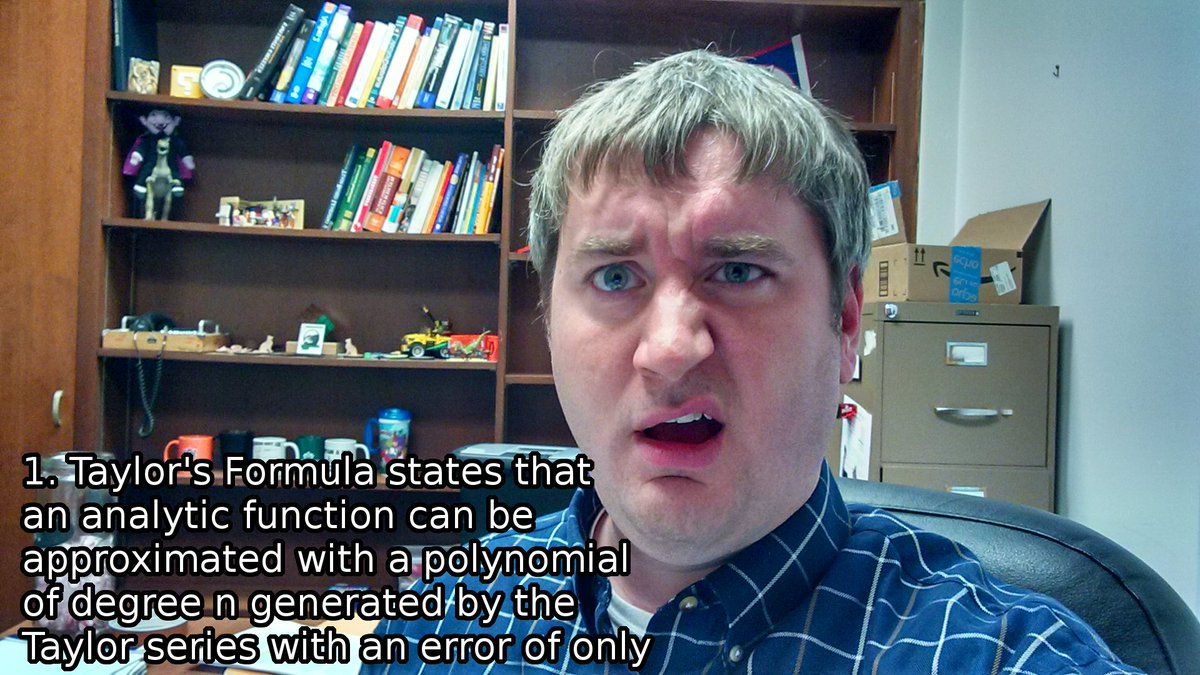 1. Taylor's Formula states that
an analytic function can be
approximated with a polynomial
of degree n generated by the
Taylor series with an error of only
echo